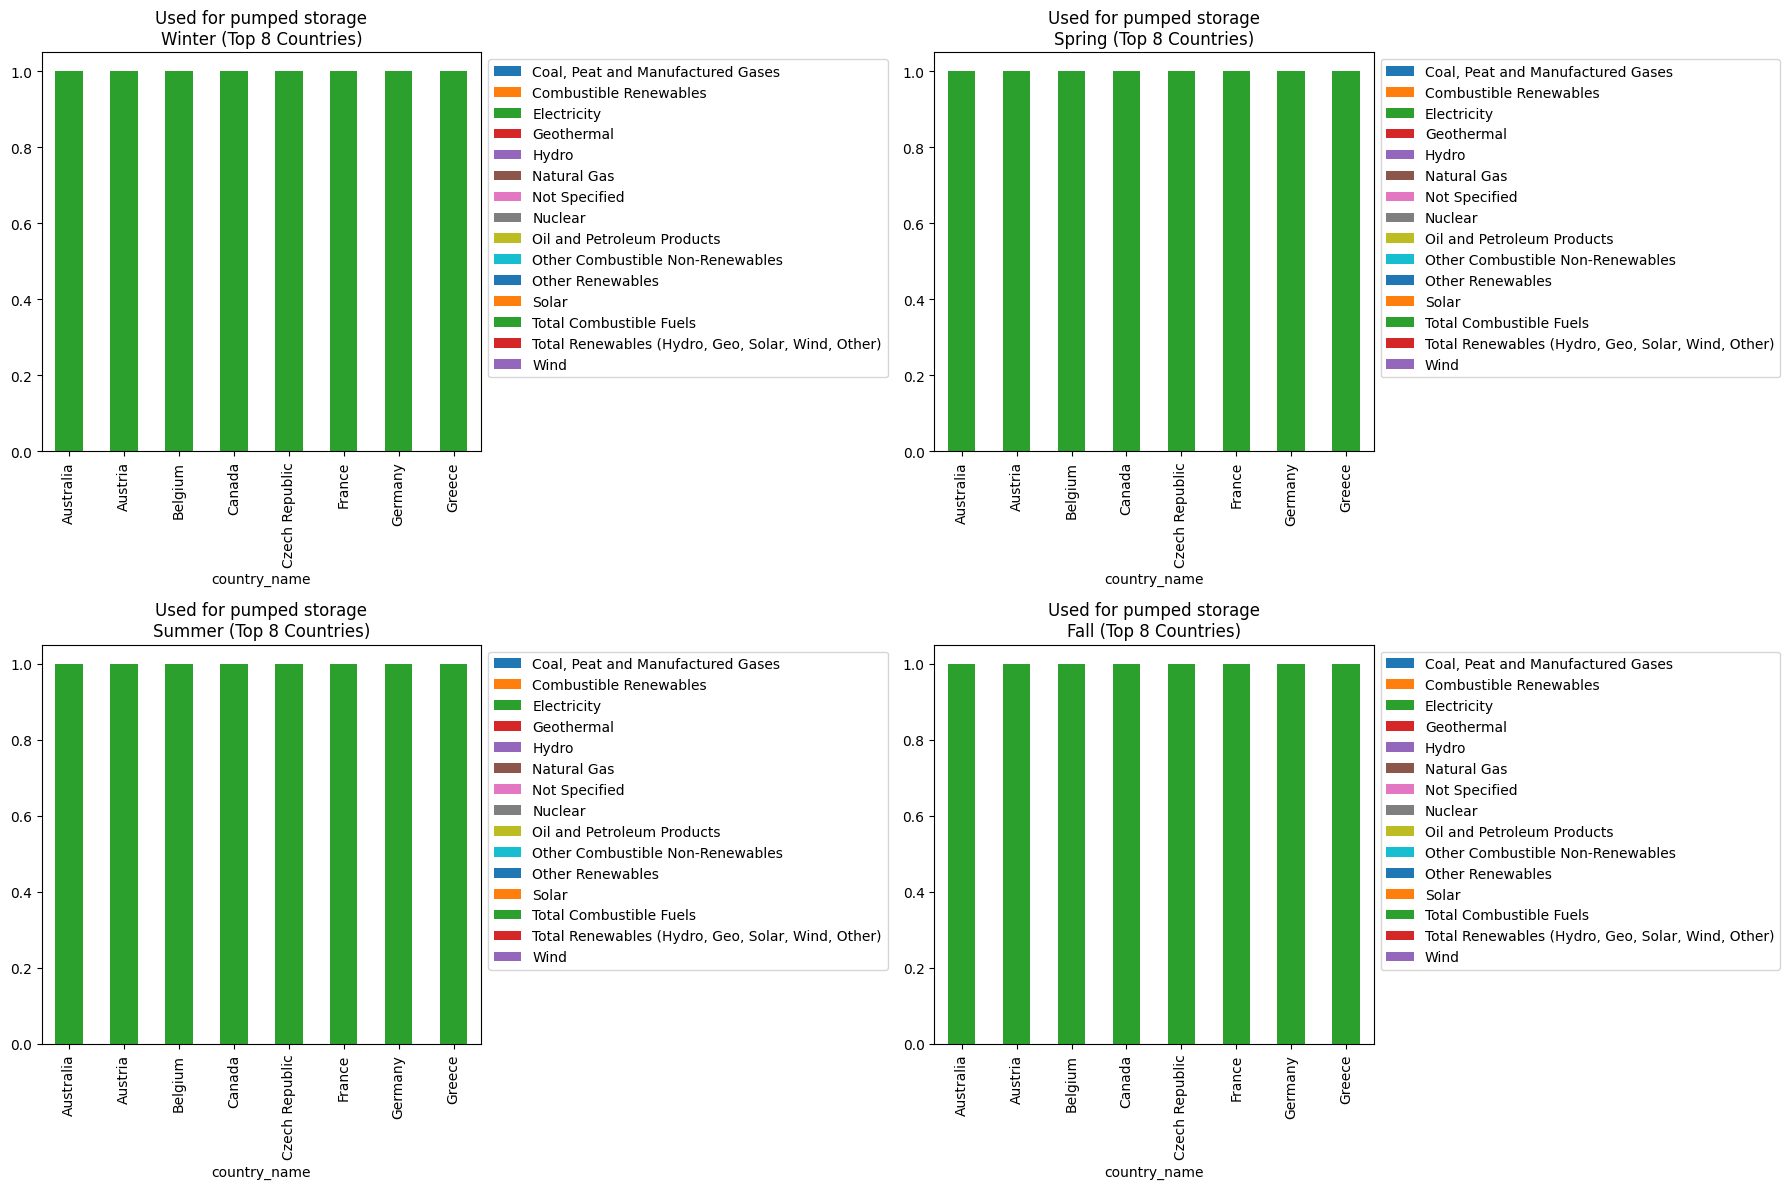 Used for pumped storage
Winter (Top 8 Countries)
1.0
0.8
0.6
0.4
0.2
0.0
Australia
Austria
Belgium
Canada
Czech Republic
France
Germany
Greece
country_name
Coal, Peat and Manufactured Gases
Combustible Renewables
Electricity
Geothermal
Hydro
Natural Gas
Not Specified
Nuclear
Oil and Petroleum Products
Other Combustible Non-Renewables
Other Renewables
Solar
Total Combustible Fuels
Total Renewables (Hydro, Geo, Solar, Wind, Other)
Wind
Used for pumped storage
Spring (Top 8 Countries)
1.0
0.8
0.6
0.4
0.2
0.0
Australia
Austria
Belgium
Canada
Czech Republic
France
Germany
Greece
country_name
Coal, Peat and Manufactured Gases
Combustible Renewables
Electricity
Geothermal
Hydro
Natural Gas
Not Specified
Nuclear
Oil and Petroleum Products
Other Combustible Non-Renewables
Other Renewables
Solar
Total Combustible Fuels
Total Renewables (Hydro, Geo, Solar, Wind, Other)
Wind
Used for pumped storage
Summer (Top 8 Countries)
1.0
0.8
0.6
0.4
0.2
0.0
Australia
Austria
Belgium
Canada
Czech Republic
France
Germany
Greece
country_name
Coal, Peat and Manufactured Gases
Combustible Renewables
Electricity
Geothermal
Hydro
Natural Gas
Not Specified
Nuclear
Oil and Petroleum Products
Other Combustible Non-Renewables
Other Renewables
Solar
Total Combustible Fuels
Total Renewables (Hydro, Geo, Solar, Wind, Other)
Wind
Used for pumped storage
Fall (Top 8 Countries)
1.0
0.8
0.6
0.4
0.2
0.0
Australia
Austria
Belgium
Canada
Czech Republic
France
Germany
Greece
country_name
Coal, Peat and Manufactured Gases
Combustible Renewables
Electricity
Geothermal
Hydro
Natural Gas
Not Specified
Nuclear
Oil and Petroleum Products
Other Combustible Non-Renewables
Other Renewables
Solar
Total Combustible Fuels
Total Renewables (Hydro, Geo, Solar, Wind, Other)
Wind